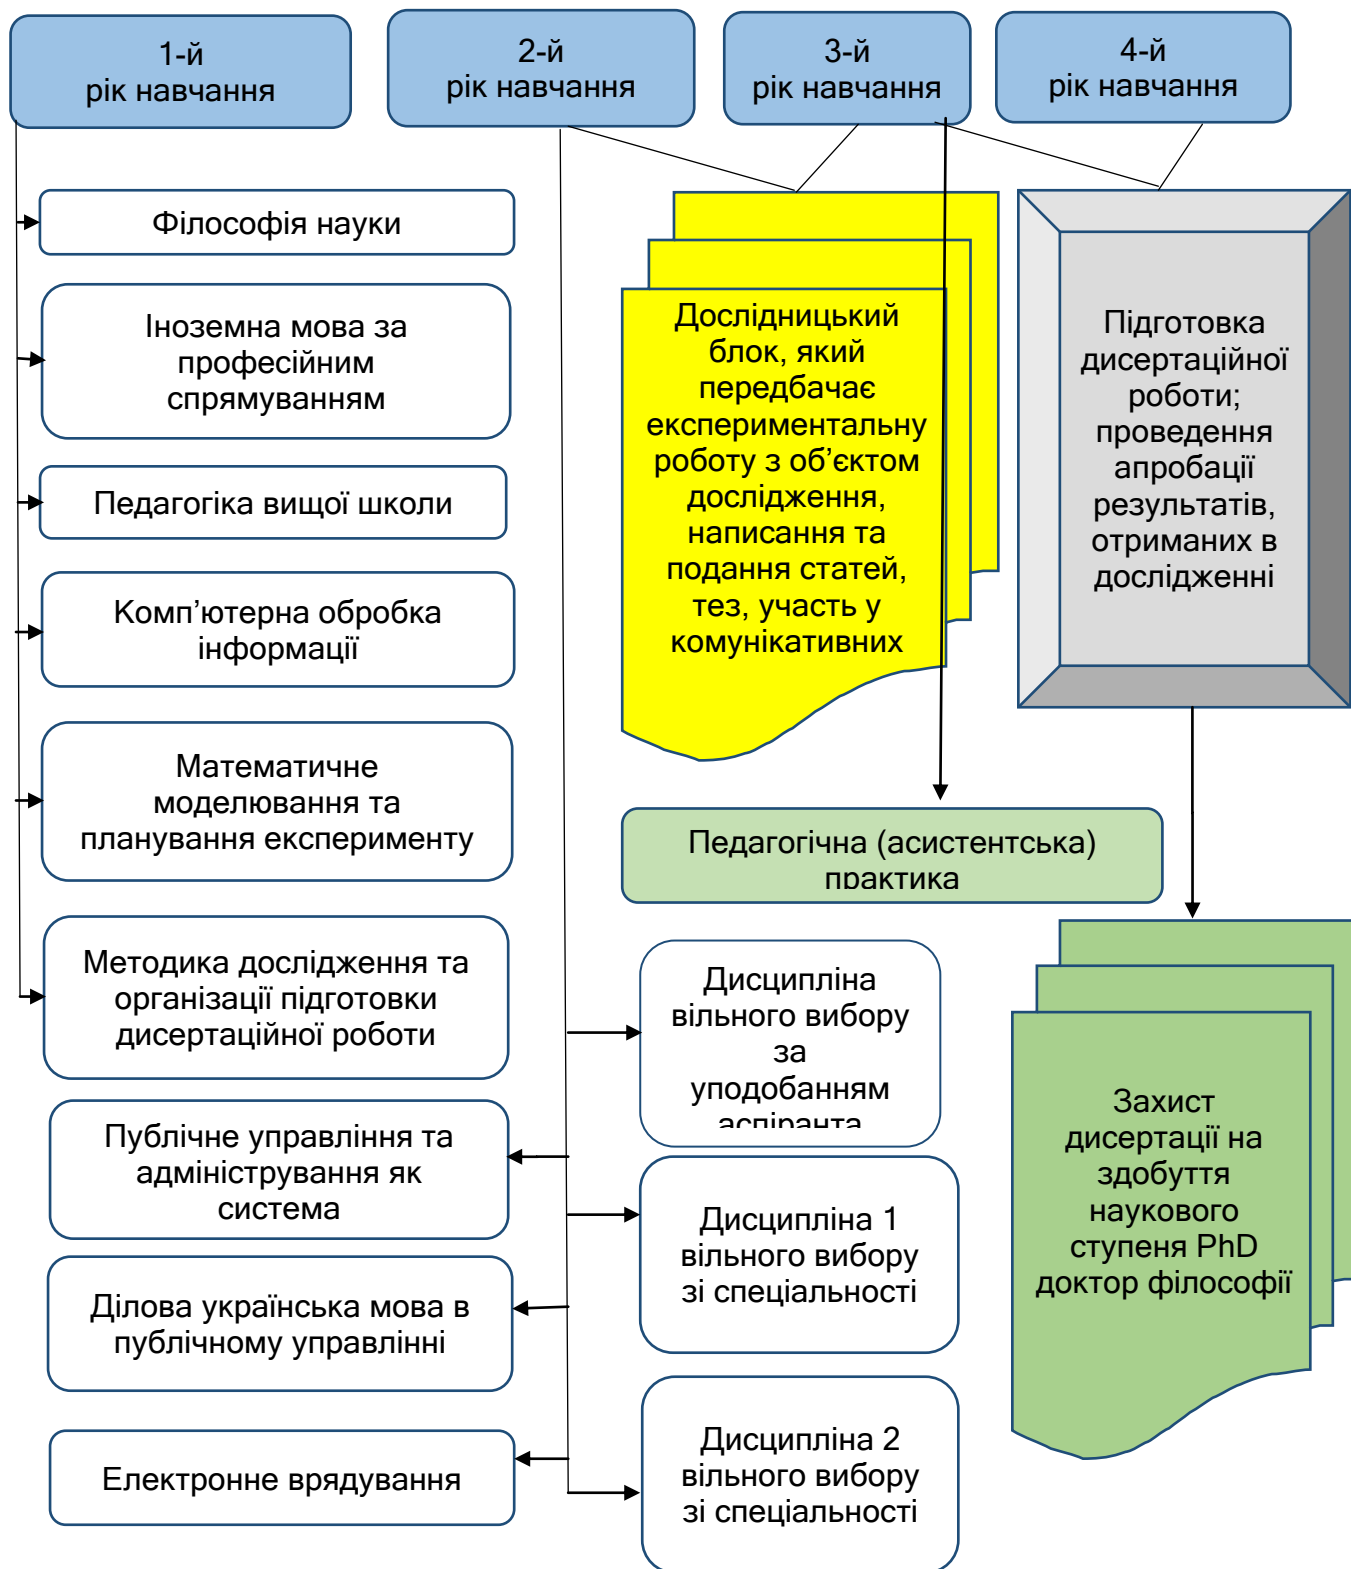 1-й
рік навчання
2-й
рік навчання
3-й
рік навчання
4-й
рік навчання
Філософія науки
Іноземна мова за
професійним
спрямуванням
Педагогіка вищої школи
Комп’ютерна обробка
інформації
Математичне
моделювання та
планування експерименту
Методика дослідження та
організації підготовки
дисертаційної роботи
Публічне управління та
адміністрування як
система
Ділова українська мова в
публічному управлінні
Електронне врядування
Дослідницький
блок, який
передбачає
експериментальну
роботу з об’єктом
дослідження,
написання та
подання статей,
тез, участь у
комунікативних
Педагогічна (асистентська)
практика
Дисципліна
вільного вибору
за
уподобанням
аспіранта
Дисципліна 1
вільного вибору
зі спеціальності
Дисципліна 2
вільного вибору
зі спеціальності
Підготовка
дисертаційної
роботи;
проведення
апробації
результатів,
отриманих в
дослідженні
Захист
дисертації на
здобуття
наукового
ступеня PhD
доктор філософії